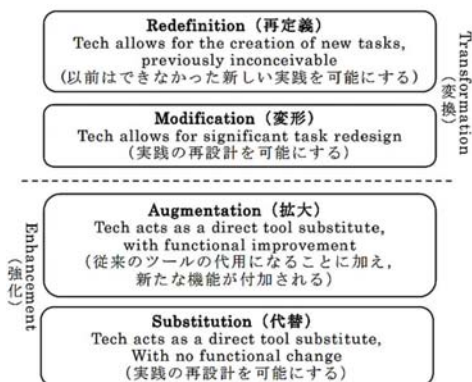 Redefinition（再定義）
Tech allows for the creation of new tasks,
previously inconceivable
（以前はできなかった新しい実践を可能にする）
Modification（変形）
Tech allows for significant task redesign
（実践の再設計を可能にする）
Transformation
（変換）
Augmentation（拡大）
Tech acts as a direct tool substitute,
with functional improvement
（従来のツールの代用になることに加え，
新たな機能が付加される）
Substitution（代替）
Tech acts as a direct tool substitute,
With no functional change
（実践の再設計を可能にする）
Enhancement
（強化）